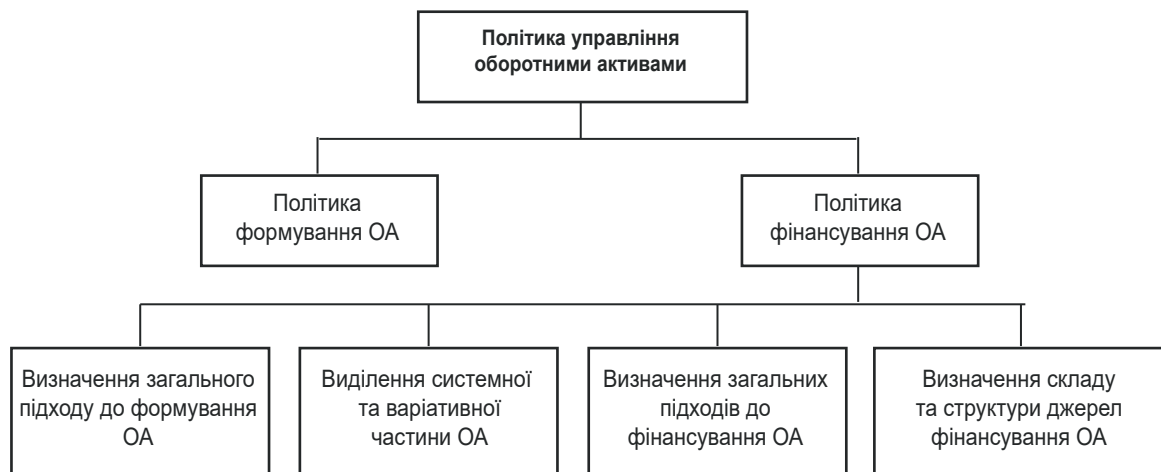 Політика управління
оборотними активами
Політика
формування ОА
Політика
фінансування ОА
Визначення загального
підходу до формування
ОА
Виділення системної
та варіативної
частини ОА
Визначення загальних
підходів до
фінансування ОА
Визначення складу
та структури джерел
фінансування ОА